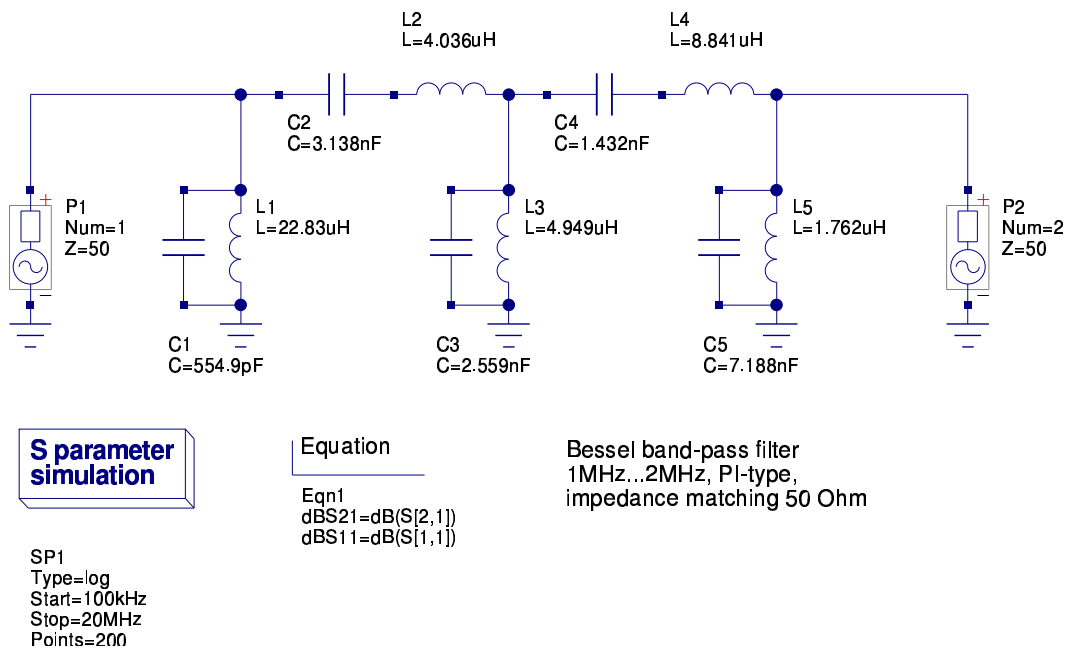 L2
L=4.036uH
L4
L=8.841uH
C2
C=3.138nF
C4
C=1.432nF
P1
Num=1
Z=50
L1
L=22.83uH
L3
L=4.949uH
L5
L=1.762uH
P2
Num=2
Z=50
C1
C=554.9pF
C3
C=2.559nF
C5
C=7.188nF
S parameter
simulation
Equation
Eqn1
dBS21=dB(S[2,1])
dBS11=dB(S[1,1])
Bessel band-pass filter
1MHz...2MHz, PI-type,
impedance matching 50 Ohm
SP1
Type=log
Start=100kHz
Stop=20MHz
Points=200